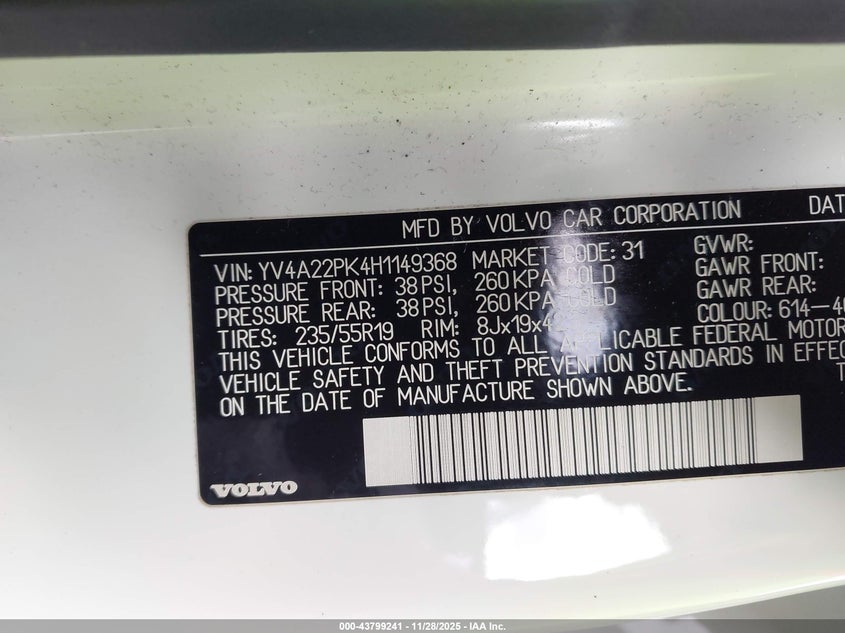 MFD BY VOLVO CAR CORPORATION DAT
VIN: YV4A22PK4H1149368 MARKET CODE: 31 GVWR:
PRESSURE FRONT: 38 PSI, 260 KPA COLD GAWR FRONT:
PRESSURE REAR: 38 PSI, 260 KPA COLD GAWR REAR:
TIRES: 235/55R19 RIM: COLOUR:
THIS VEHICLE CONFORMS TO ALL APPLICABLE FEDERAL MOTOR
VEHICLE SAFETY AND THEFT PREVENTION STANDARDS IN EFFEC
ON THE DATE OF MANUFACTURE SHOWN ABOVE.
VOLVO
000-43799241 | 11/28/2025 – IAA Inc.